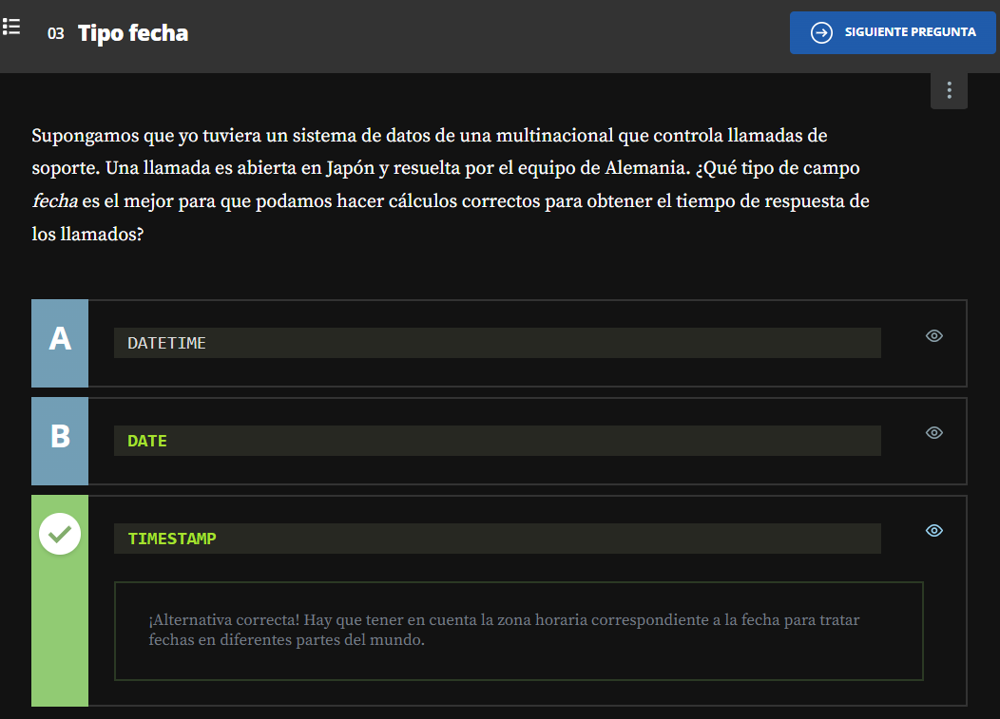 03 Tipo fecha
SIGUIENTE PREGUNTA
Supongamos que yo tuviera un sistema de datos de una multinacional que controla llamadas de
soporte. Una llamada es abierta en Japón y resuelta por el equipo de Alemania. ¿Qué tipo de campo
fecha es el mejor para que podamos hacer cálculos correctos para obtener el tiempo de respuesta de
los llamados?
A
DATETIME
B
DATE
TIMESTAMP
¡Alternativa correcta! Hay que tener en cuenta la zona horaria correspondiente a la fecha para tratar
fechas en diferentes partes del mundo.